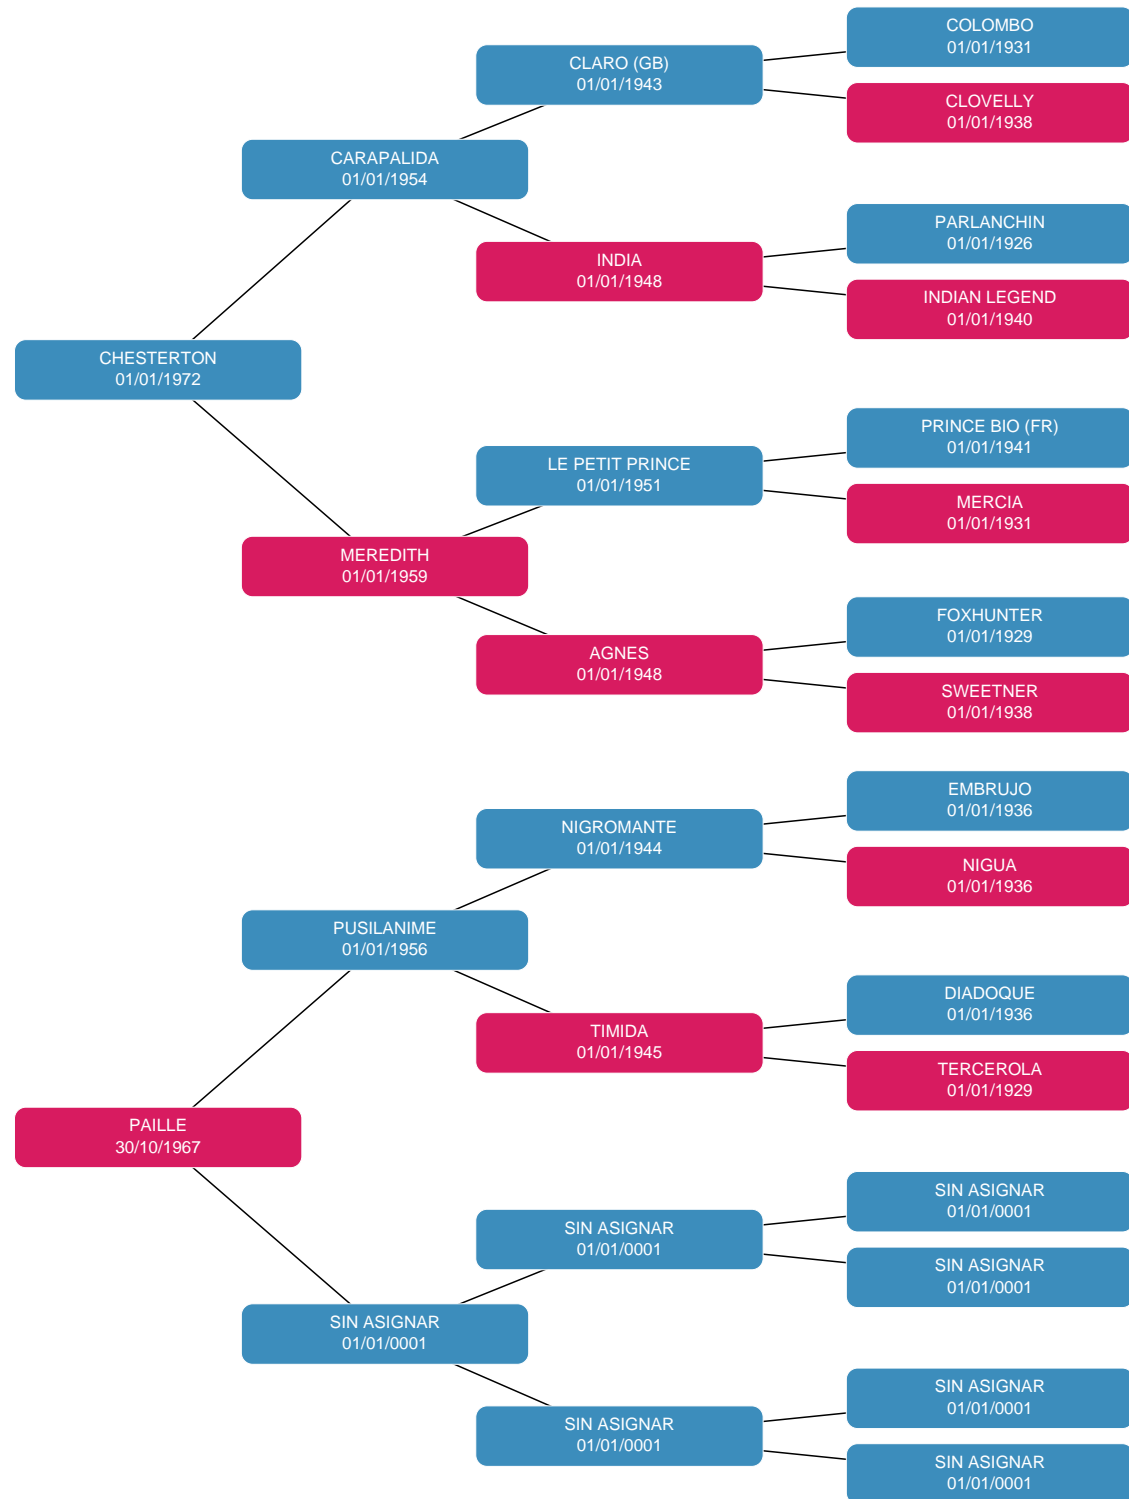 COLOMBO
01/01/1931
CLARO (GB)
01/01/1943
CLOVELLY
01/01/1938
CARAPALIDA
01/01/1954
PARLANCHIN
01/01/1926
INDIA
01/01/1948
INDIAN LEGEND
01/01/1940
CHESTERTON
01/01/1972
PRINCE BIO (FR)
01/01/1941
LE PETIT PRINCE
01/01/1951
MERCIA
01/01/1931
MEREDITH
01/01/1959
FOXHUNTER
01/01/1929
AGNES
01/01/1948
SWEETNER
01/01/1938
EMBRUJO
01/01/1936
NIGROMANTE
01/01/1944
NIGUA
01/01/1936
PUSILANIME
01/01/1956
DIADOQUE
01/01/1936
TIMIDA
01/01/1945
TERCEROLA
01/01/1929
PAILLE
30/10/1967
SIN ASIGNAR
01/01/0001
SIN ASIGNAR
01/01/0001
SIN ASIGNAR
01/01/0001
SIN ASIGNAR
01/01/0001
SIN ASIGNAR
01/01/0001
SIN ASIGNAR
01/01/0001
SIN ASIGNAR
01/01/0001